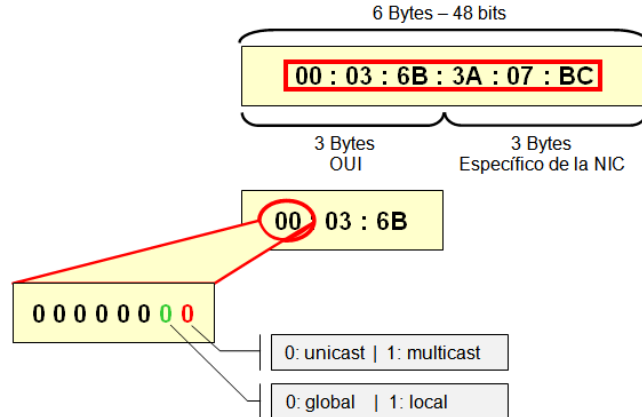 6 Bytes – 48 bits
00 : 03 : 6B : 3A : 07 : BC
3 Bytes
OUI
3 Bytes
Específico de la NIC
00 : 03 : 6B
0 0 0 0 0 0 0 0
0: unicast | 1: multicast
0: global | 1: local